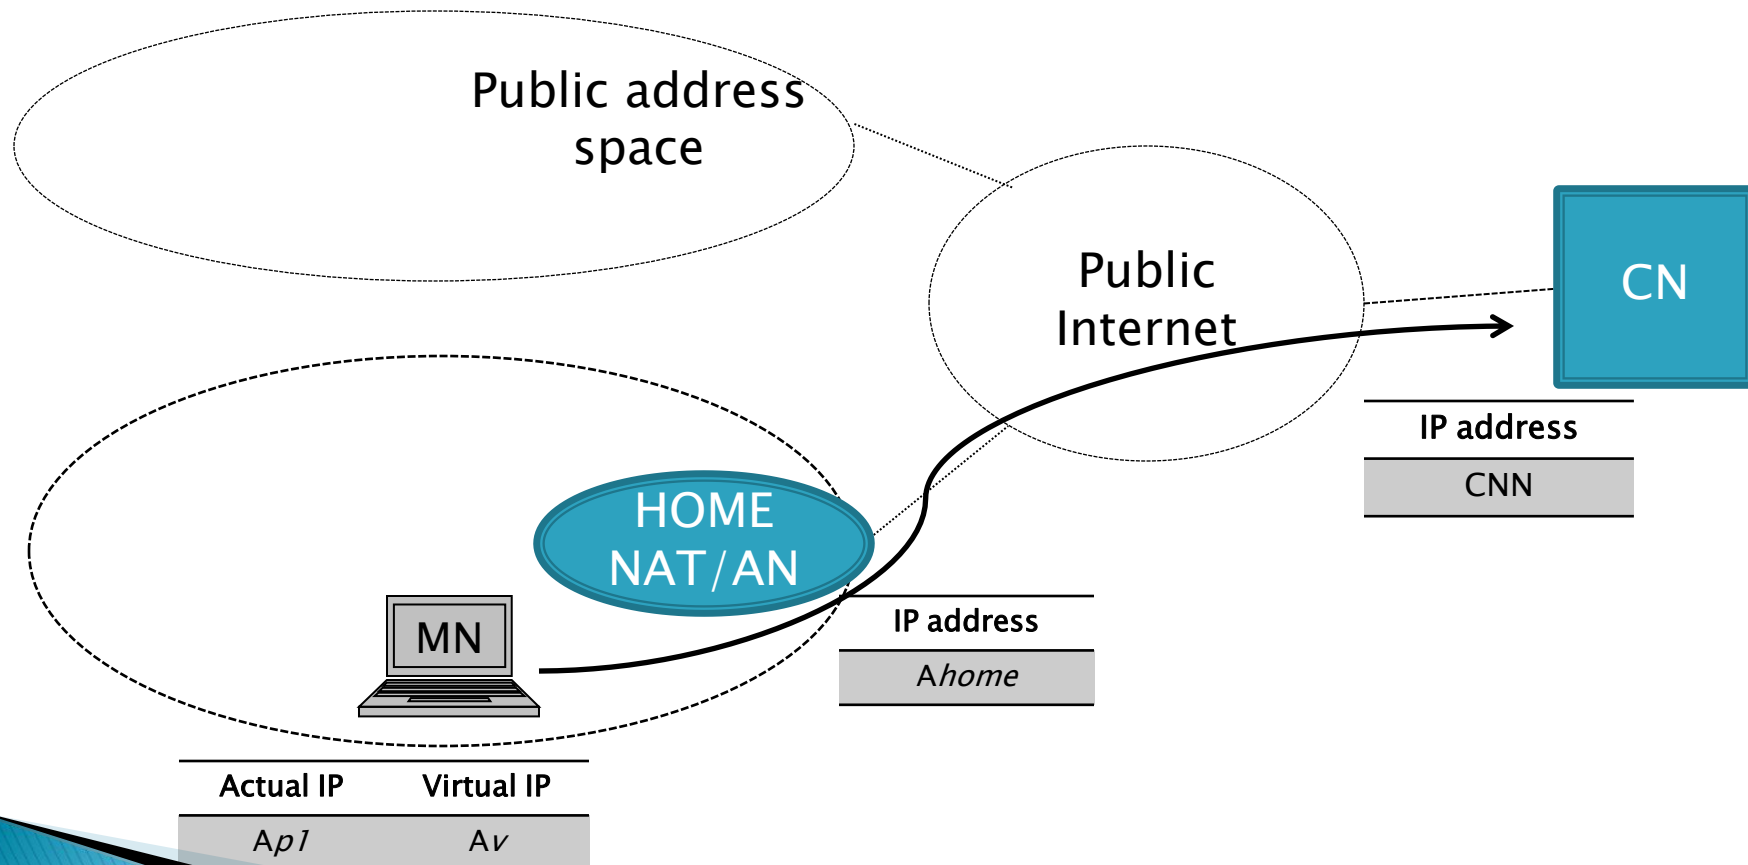 Public address
space
Public
Internet
CN
IP address
CNN
HOME
NAT/AN
MN
IP address
Ahome
Actual IP Virtual IP
Ap1 Av